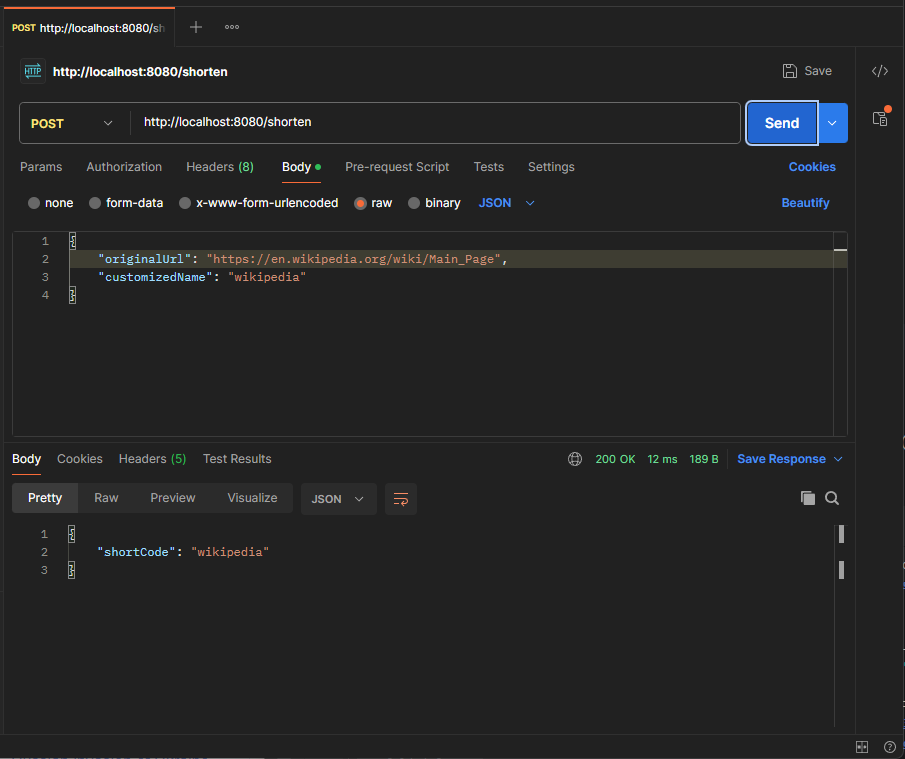 POST http://localhost:8080/sh
HTTP http://localhost:8080/shorten Save
POST http://localhost:8080/shorten Send
Params Authorization Headers (8) Body Pre-request Script Tests Settings Cookies
none form-data x-www-form-urlencoded raw binary JSON Beautify
1 {
2 "originalUrl": "https://en.wikipedia.org/wiki/Main_Page",
3 "customizedName": "wikipedia"
4 }
Body Cookies Headers (5) Test Results 200 OK 12 ms 189 B Save Response
Pretty Raw Preview Visualize JSON
1 {
2 "shortCode": "wikipedia"
3 }